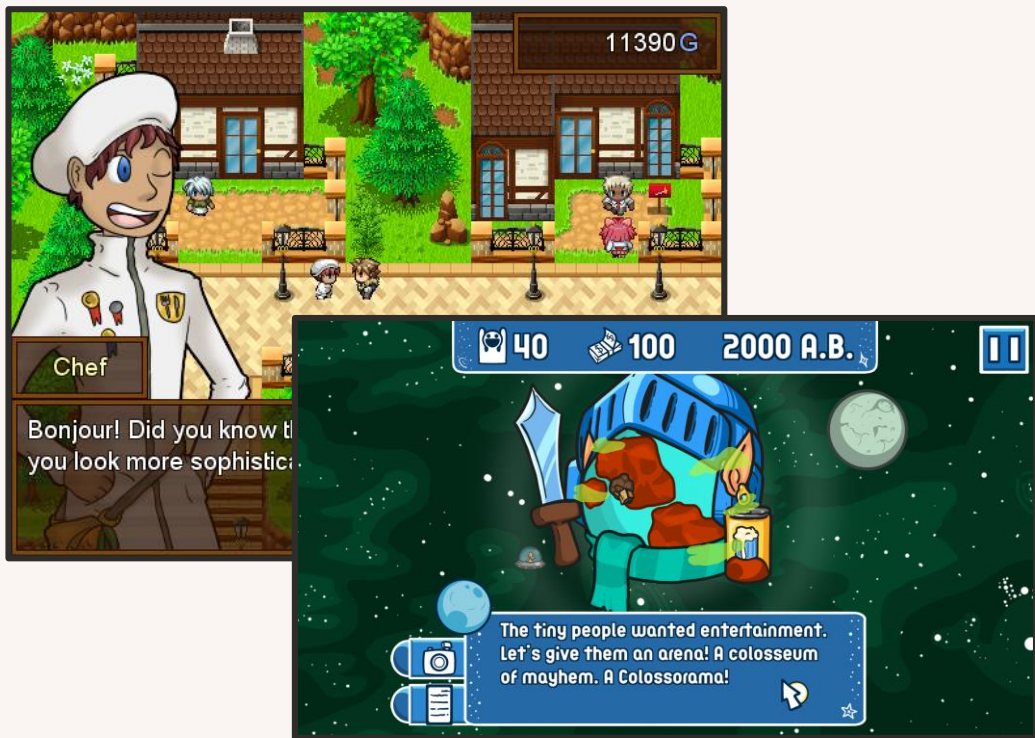 11390G
Chef
Bonjour! Did you know
you look more
40
100
2000 A.B.
The tiny people wanted entertainment.
Let's give them an arena! A colosseum
of mayhem. A Colossorama!